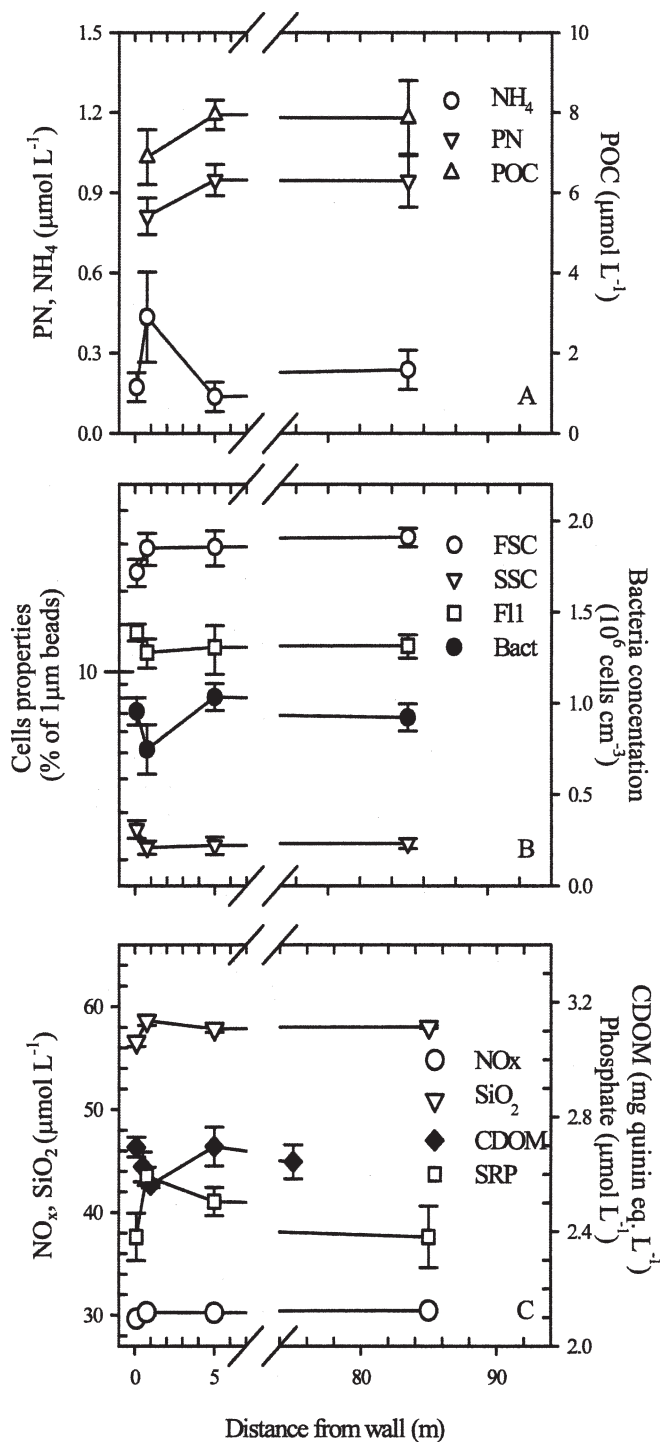 1.5
1.2
0.9
0.6
0.3
0.0
PN, NH4 (μmol L-1)
10
8
6
4
2
0
POC
(μmol L-1)
NH4
PN
POC
A
10
Cells properties
(% of 1μm beads)
2.0
1.5
1.0
0.5
0.0
Bacteria concentration
(10^6 cells cm-3)
FSC
SSC
Fl1
Bact
B
60
50
40
30
NOx, SiO2 (μmol L-1)
3.2
2.8
2.4
2.0
CDOM (mg quinin eq. L-1)
Phosphate (μmol L-1)
NOx
SiO2
CDOM
SRP
C
0
5
80
90
Distance from wall (m)